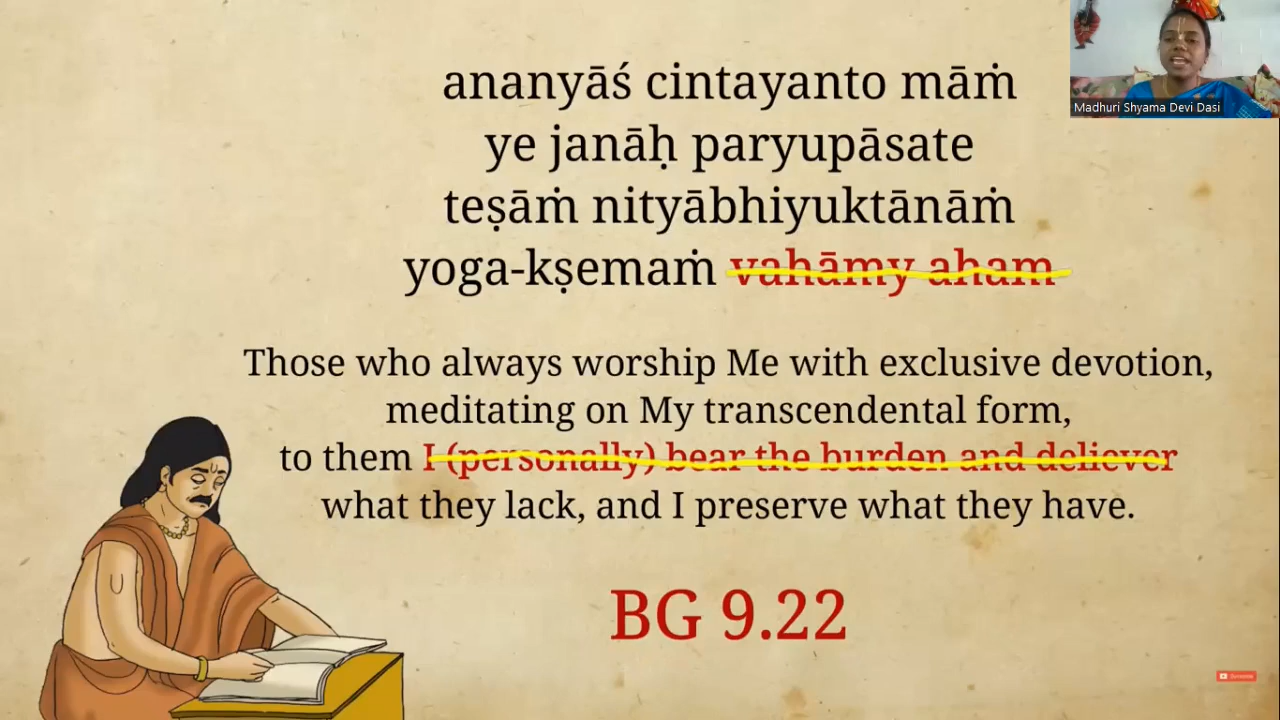 Madhuri Shyama Devi Dasi
ananyāś cintayanto māṁ
ye janāḥ paryupāsate
teṣāṁ nityābhiyuktānāṁ
yoga-kṣemaṁ vahāmy aham
Those who always worship Me with exclusive devotion,
meditating on My transcendental form,
to them I (personally) bear the burden and deliever
what they lack, and I preserve what they have.
BG 9.22